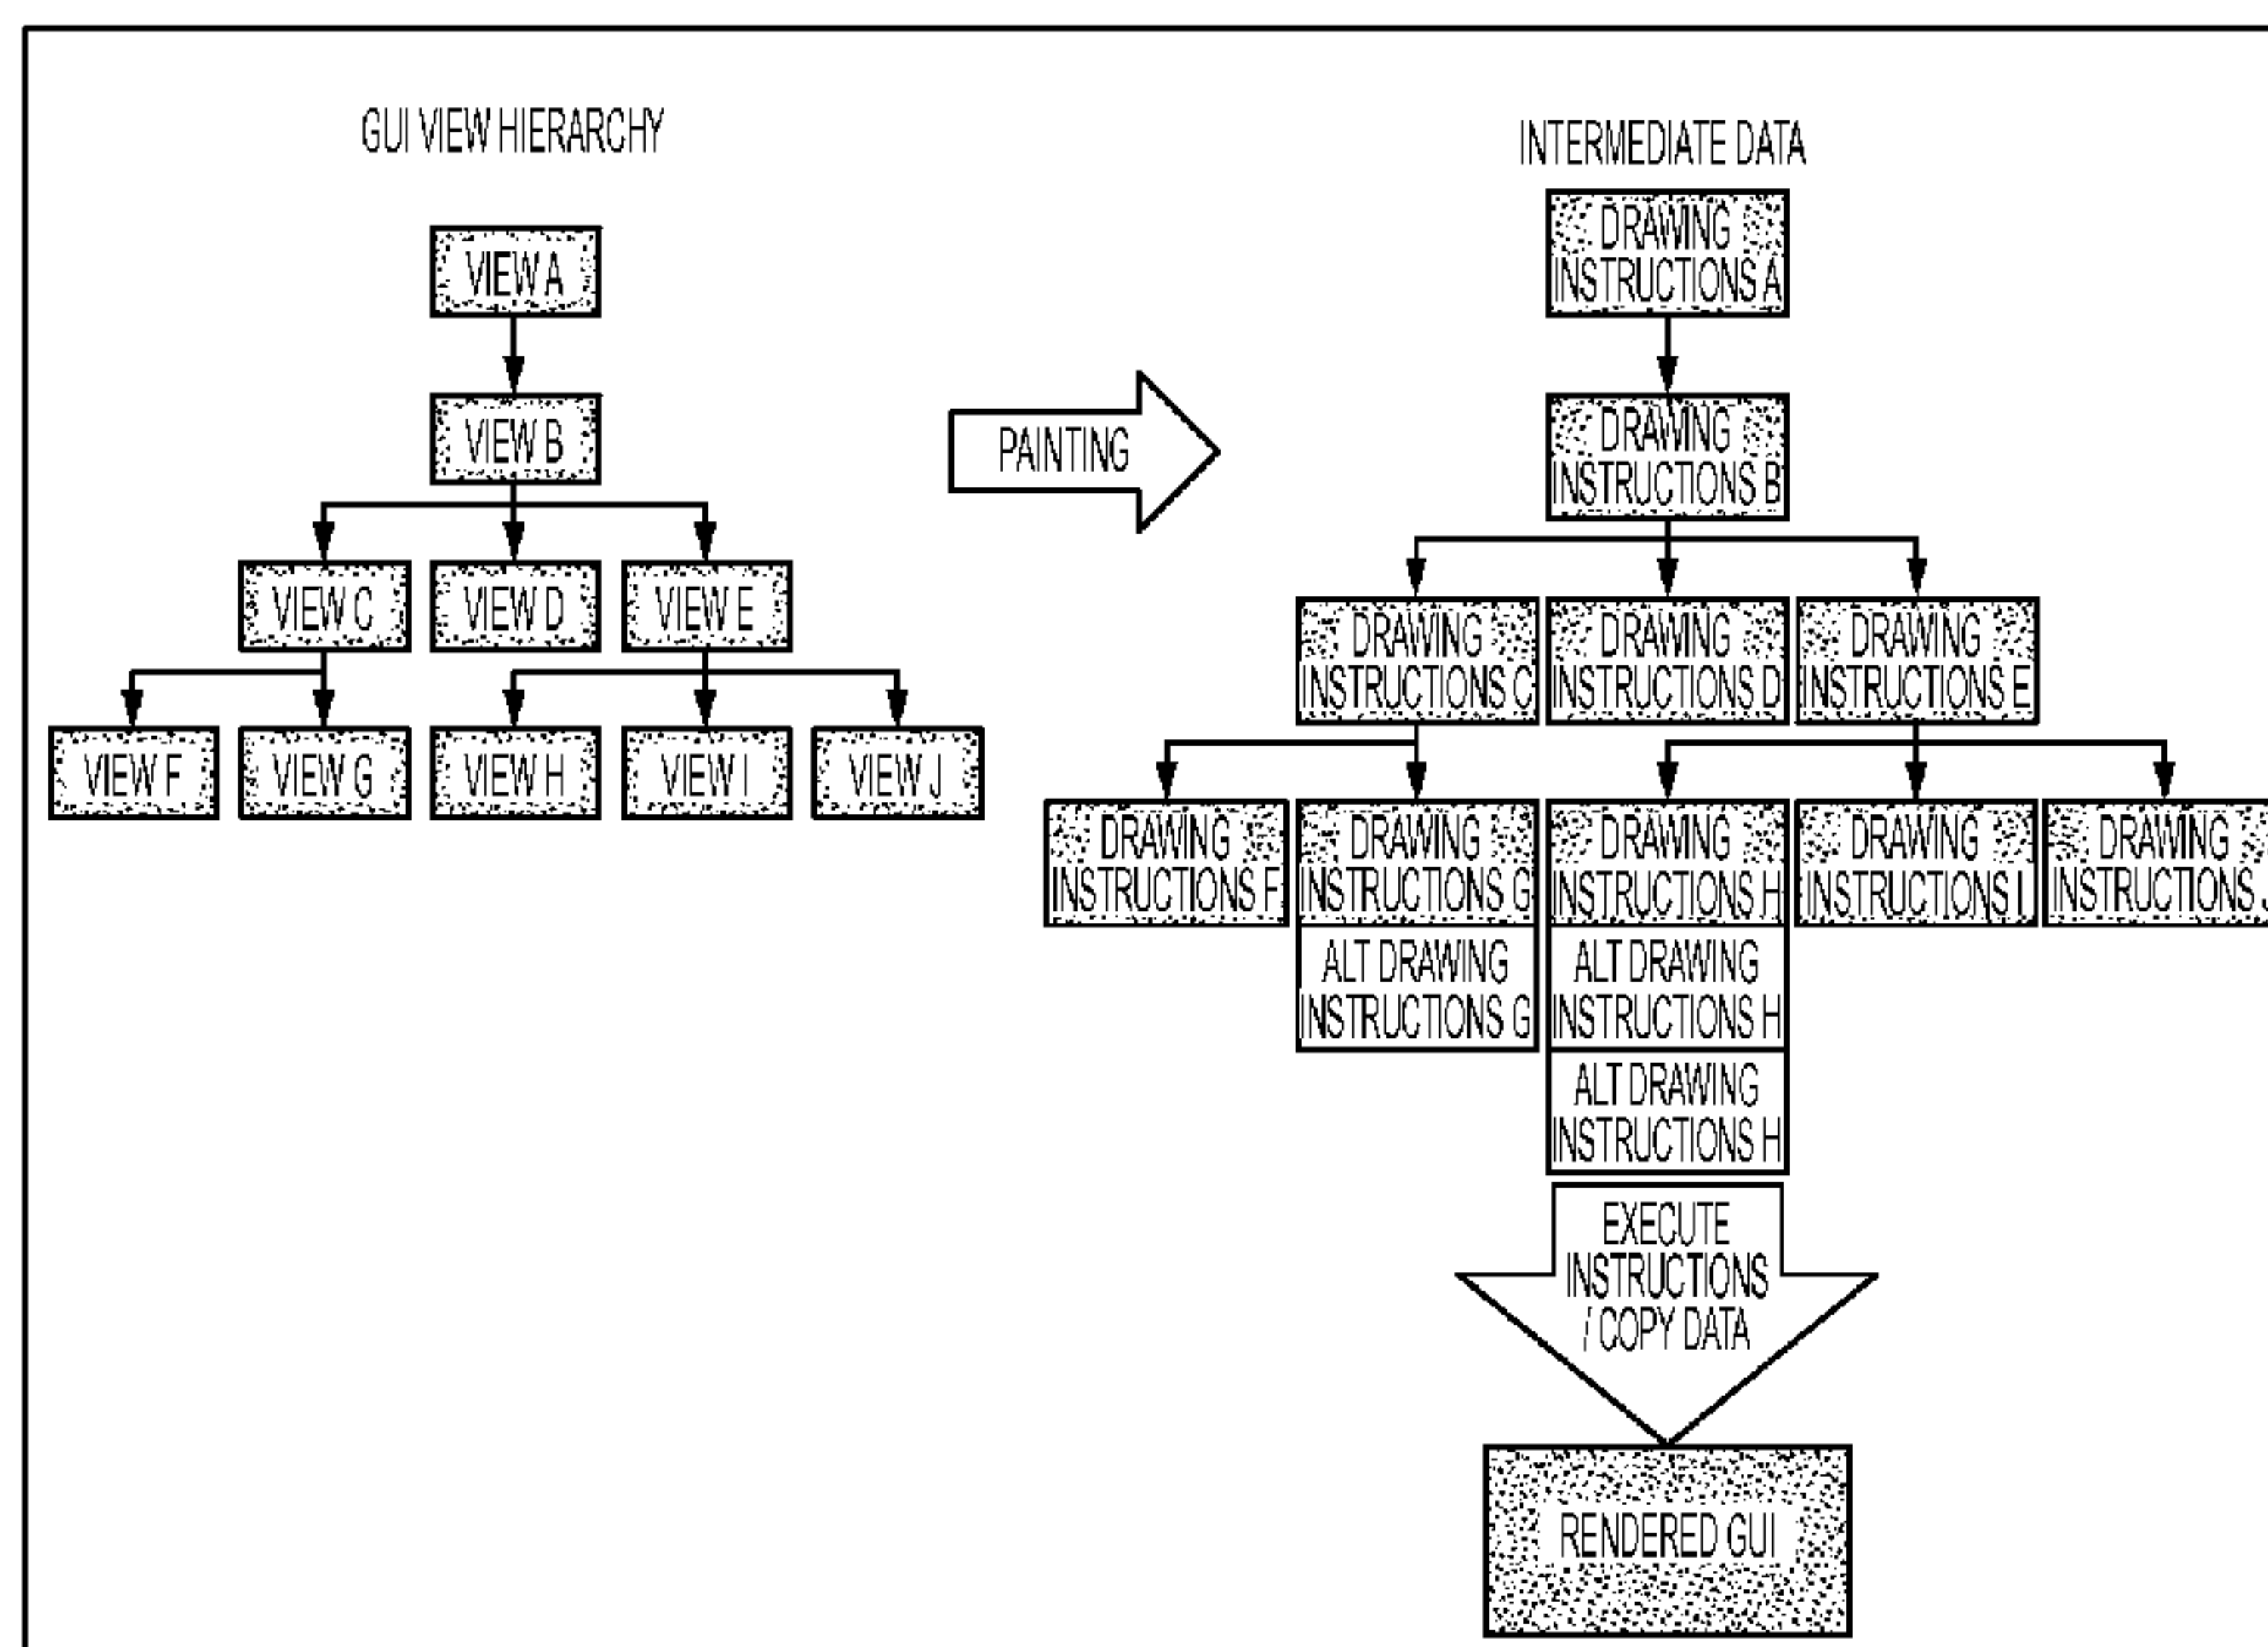 GUI VIEW HIERARCHY
VIEW A
VIEW B
VIEW C
VIEW D
VIEW E
VIEW F
VIEW G
VIEW H
VIEW I
VIEW J
PAINTING
INTERMEDIATE DATA
DRAWING
INSTRUCTIONS A
DRAWING
INSTRUCTIONS B
DRAWING
INSTRUCTIONS C
DRAWING
INSTRUCTIONS D
DRAWING
INSTRUCTIONS E
DRAWING
INSTRUCTIONS F
DRAWING
INSTRUCTIONS G
ALT DRAWING
INSTRUCTIONS G
DRAWING
INSTRUCTIONS H
ALT DRAWING
INSTRUCTIONS H
ALT DRAWING
INSTRUCTIONS H
DRAWING
INSTRUCTIONS I
DRAWING
INSTRUCTIONS J
EXECUTE
INSTRUCTIONS
/ COPY DATA
RENDERED GUI